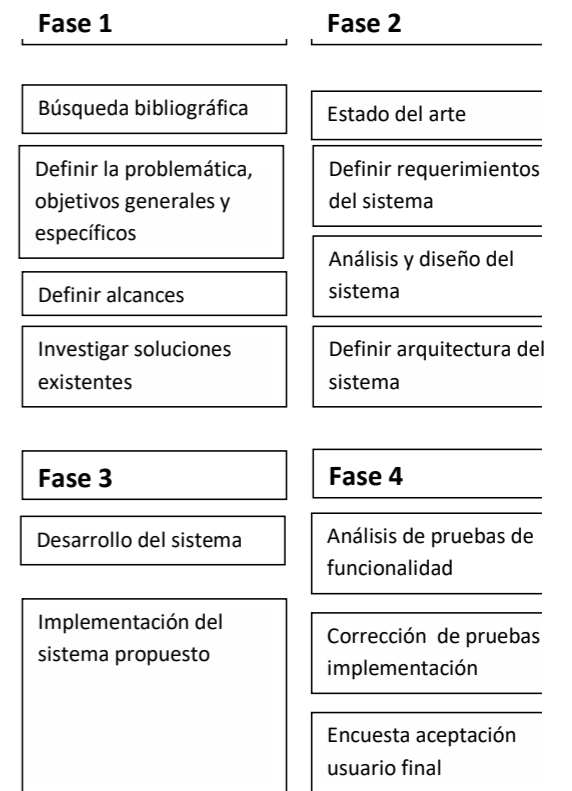 Fase 1
Búsqueda bibliográfica
Definir la problemática,
objetivos generales y
específicos
Definir alcances
Investigar soluciones
existentes
Fase 2
Estado del arte
Definir requerimientos
del sistema
Análisis y diseño del
sistema
Definir arquitectura del
sistema
Fase 3
Desarrollo del sistema
Implementación del
sistema propuesto
Fase 4
Análisis de pruebas de
funcionalidad
Corrección de pruebas
implementación
Encuesta aceptación
usuario final